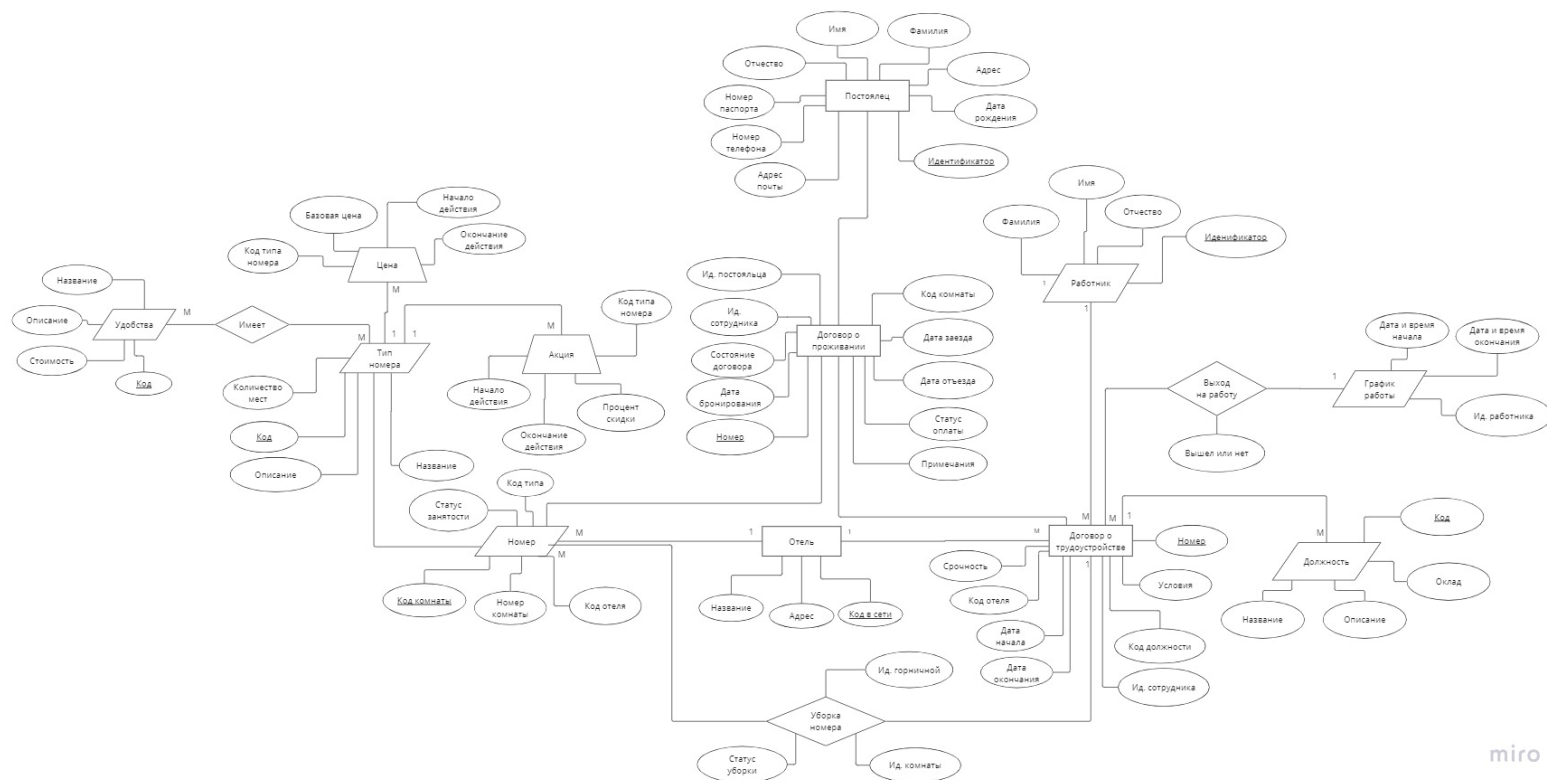 Имя
Фамилия
Отчество
Адрес
Номер
паспорта
Постоялец
Дата
рождения
Номер
телефона
Идентификатор
Адрес
почты
Имя
Начало
действия
Базовая цена
Отчество
Фамилия
Окончание
действия
Идентификатор
Код типа
номера
Цена
Название
Ид. постояльца
Работник
1
1
M
Код комнаты
Код типа
номера
Описание
Удобства
M
Имеет
Ид.
сотрудника
Дата и время
начала
Дата и время
окончания
M
1
1
M
Договор о
проживании
Дата заезда
Тип
номера
Акция
Стоимость
Код
Состояние
договора
Дата отъезда
Выход
на работу
1
График
работы
Количество
мест
Начало
действия
Процент
скидки
Дата
бронирования
Статус
оплаты
Ид. работника
Код
Окончание
действия
Номер
Вышел или нет
Описание
Название
Примечания
Код типа
Статус
занятости
M
M
1
Код
Номер
M
1
Отель
1
M
Договор о
трудоустройстве
Номер
M
M
1
Должность
Срочность
Условия
Оклад
Код комнаты
Номер
комнаты
Код отеля
Название
Адрес
Код в сети
Код отеля
Название
Описание
Дата
начала
Код должности
Дата
окончания
Ид. горничной
Ид. сотрудника
Уборка
номера
Статус
уборки
Ид. комнаты
miro